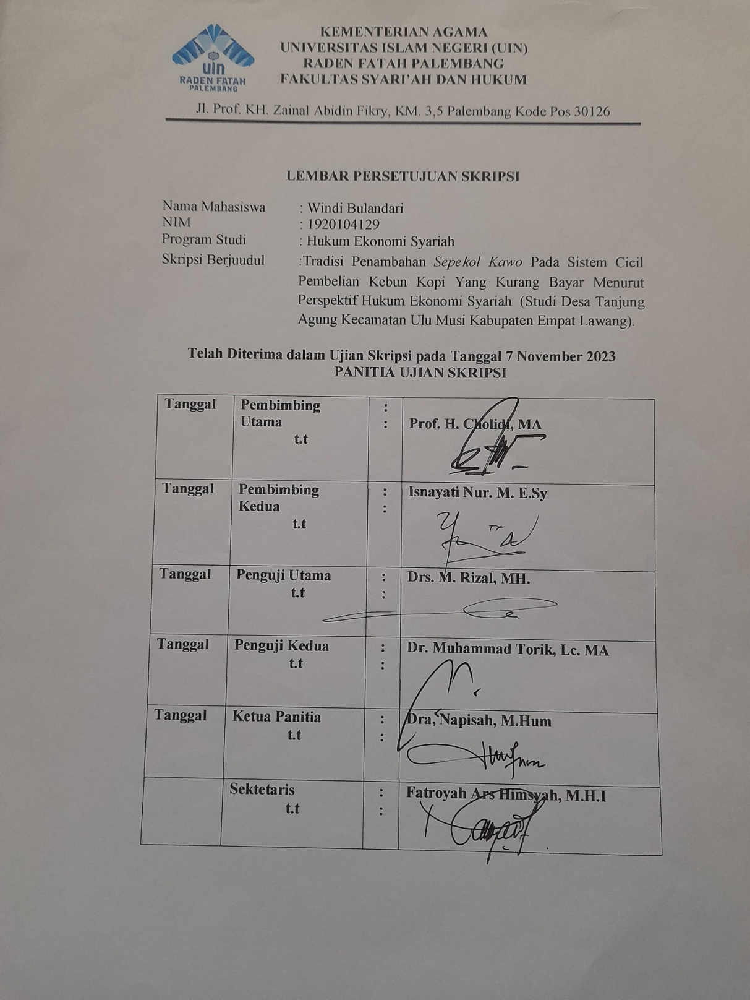 uin
RADEN FATAH
PALEMBANG
KEMENTERIAN AGAMA
UNIVERSITAS ISLAM NEGERI (UIN)
RADEN FATAH PALEMBANG
FAKULTAS SYARI'AH DAN HUKUM
Jl. Prof. KH. Zainal Abidin Fikry, KM. 3,5 Palembang Kode Pos 30126
LEMBAR PERSETUJUAN SKRIPSI
Nama Mahasiswa : Windi Bulandari
NIM : 1920104129
Program Studi : Hukum Ekonomi Syariah
Skripsi Berjuudul :Tradisi Penambahan Sepekol Kawo Pada Sistem Cicil
Pembelian Kebun Kopi Yang Kurang Bayar Menurut
Perspektif Hukum Ekonomi Syariah (Studi Desa Tanjung
Agung Kecamatan Ulu Musi Kabupaten Empat Lawang).
Telah Diterima dalam Ujian Skripsi pada Tanggal 7 November 2023
PANITIA UJIAN SKRIPSI
Tanggal Pembimbing :
Utama : Prof. H. Cholidi, MA
t.t
Tanggal Pembimbing : Isnayati Nur. M. E.Sy
Kedua :
t.t
Tanggal Penguji Utama : Drs. M. Rizal, MH.
t.t :
Tanggal Penguji Kedua : Dr. Muhammad Torik, Lc. MA
t.t :
Tanggal Ketua Panitia : Dra, Napisah, M.Hum
t.t :
Sektetaris : Fatroyah Ars Himsyah, M.H.I
t.t :